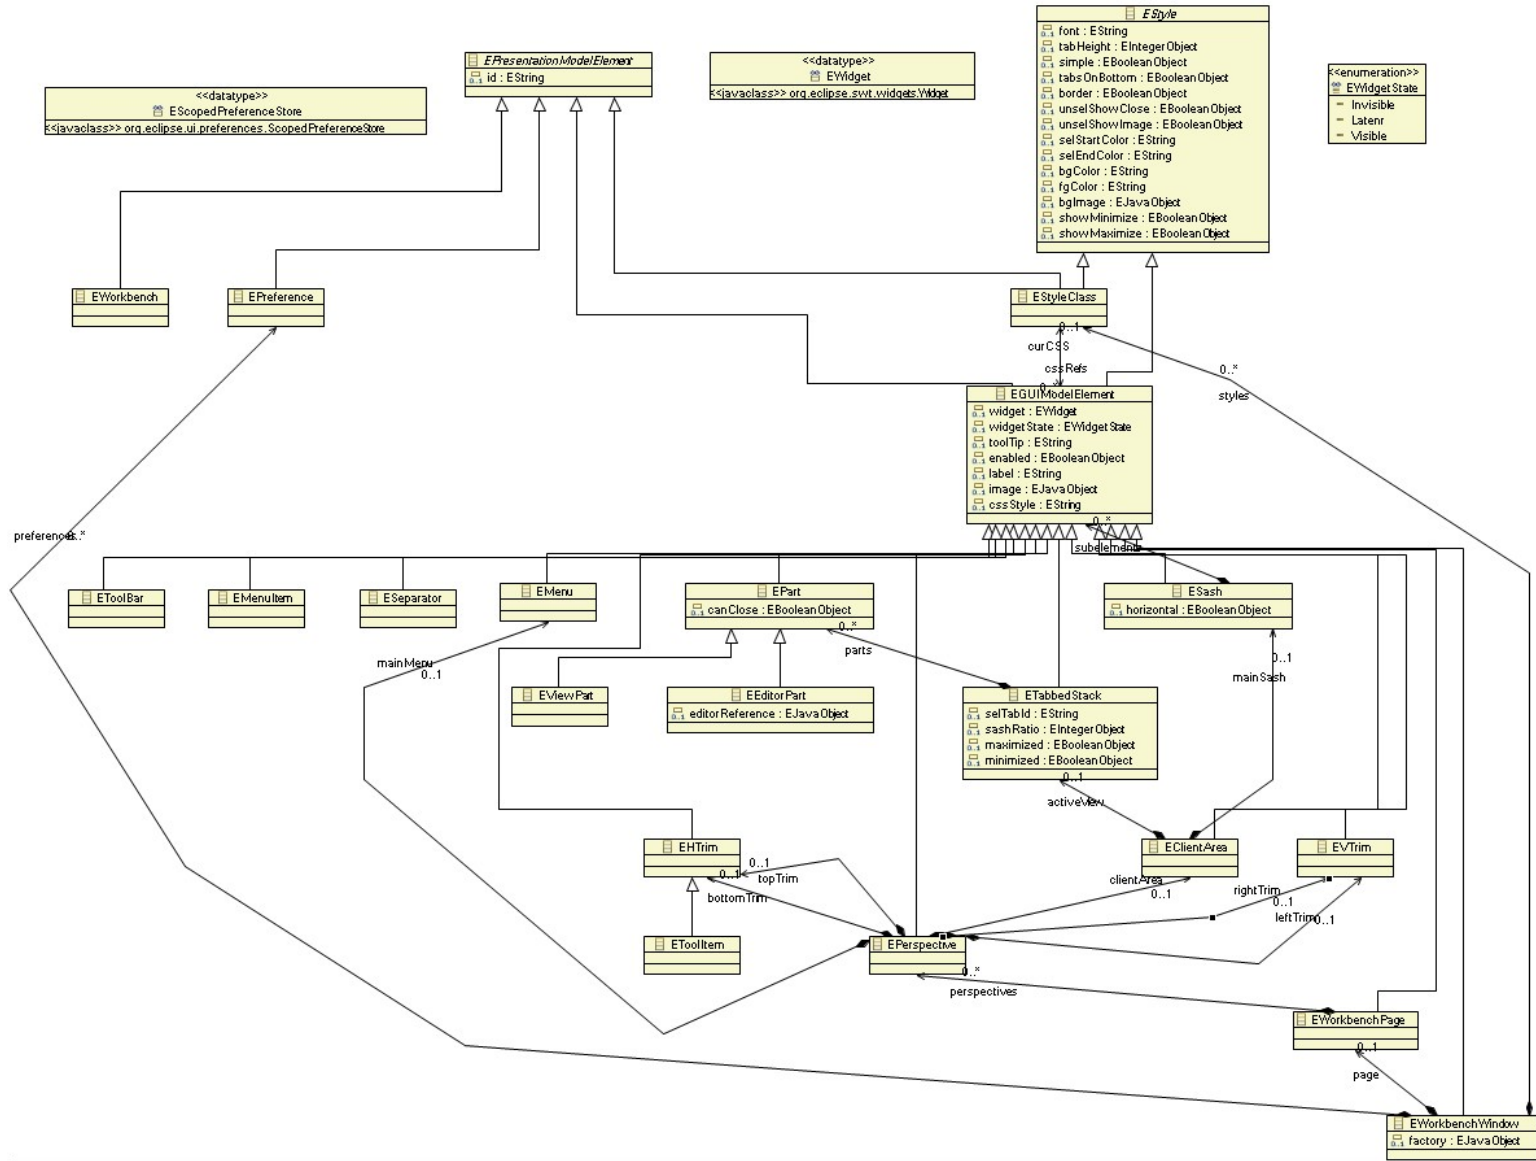 EStyle
font : EString
tabHeight : EIntegerObject
simple : EBooleanObject
tabsOnBottom : EBooleanObject
border : EBooleanObject
unselShowClose : EBooleanObject
unselShowImage : EBooleanObject
selStartColor : EString
selEndColor : EString
bgColor : EString
fgColor : EString
bgImage : EJavaObject
showMinimize : EBooleanObject
showMaximize : EBooleanObject
EPresentationModelElement
id : EString
<<datatype>>
EWidget
<<javaclass>> org.eclipse.swt.widgets.Widget
<<enumeration>>
EWidgetState
Invisible
Latenr
Visible
<<datatype>>
EScopedPreferenceStore
<<javaclass>> org.eclipse.ui.preferences.ScopedPreferenceStore
EWorkbench
EPreference
EStyleClass
0..1
curCSS
cssRefs
0..*
styles
EGUIModelElement
widget : EWidget
widgetState : EWidgetState
toolTip : EString
enabled : EBooleanObject
label : EString
image : EJavaObject
cssStyle : EString
0..*
subelements
preferences
0..*
EToolBar
EMenuItem
ESeparator
EMenu
EPart
canClose : EBooleanObject
ESash
horizontal : EBooleanObject
0..*
parts
mainMenu
0..1
0..1
mainSash
EViewPart
EEditorPart
editorReference : EJavaObject
ETabbedStack
selTabId : EString
sashRatio : EIntegerObject
maximized : EBooleanObject
minimized : EBooleanObject
0..1
activeView
EHTrim
EClientArea
EVTrim
0..1
topTrim
0..1
bottomTrim
clientArea
0..1
rightTrim
0..1
leftTrim
0..1
EToolItem
EPerspective
0..*
perspectives
EWorkbenchPage
0..1
page
EWorkbenchWindow
factory : EJavaObject